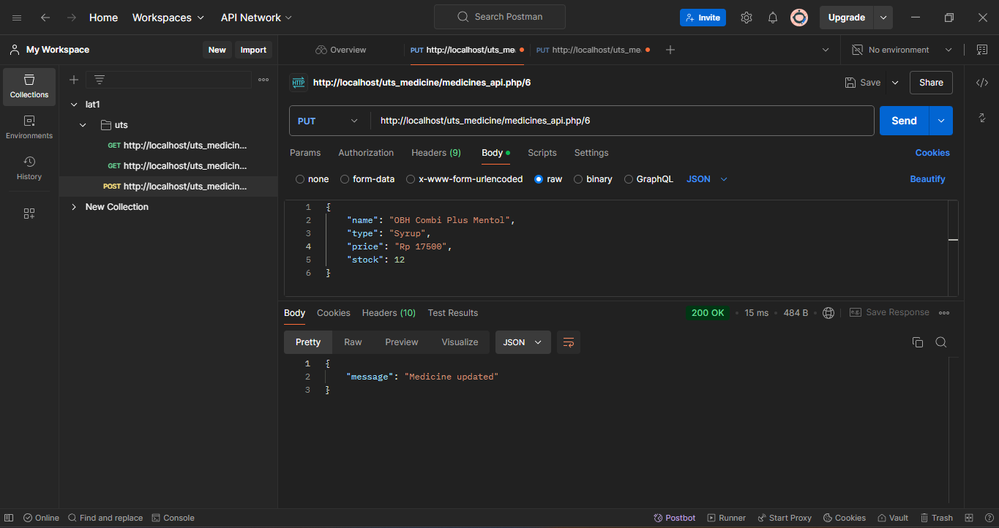 Home Workspaces API Network Search Postman Invite Upgrade
My Workspace New Import Overview PUT http://localhost/uts_me PUT http://localhost/uts_me No environment
Collections
Environments
History
lat1
uts
GET http://localhost/uts_medicin...
GET http://localhost/uts_medicin...
POST http://localhost/uts_medicin...
New Collection
HTTP http://localhost/uts_medicine/medicines_api.php/6 Save Share
PUT http://localhost/uts_medicine/medicines_api.php/6 Send
Params Authorization Headers (9) Body Scripts Settings Cookies
none form-data x-www-form-urlencoded raw binary GraphQL JSON Beautify
1 {
2 "name": "OBH Combi Plus Mentol",
3 "type": "Syrup",
4 "price": "Rp 17500",
5 "stock": 12
6 }
Body Cookies Headers (10) Test Results 200 OK 15 ms 484 B e.g. Save Response
Pretty Raw Preview Visualize JSON
1 {
2 "message": "Medicine updated"
3 }
Online Find and replace Console Postbot Runner Start Proxy Cookies Vault Trash